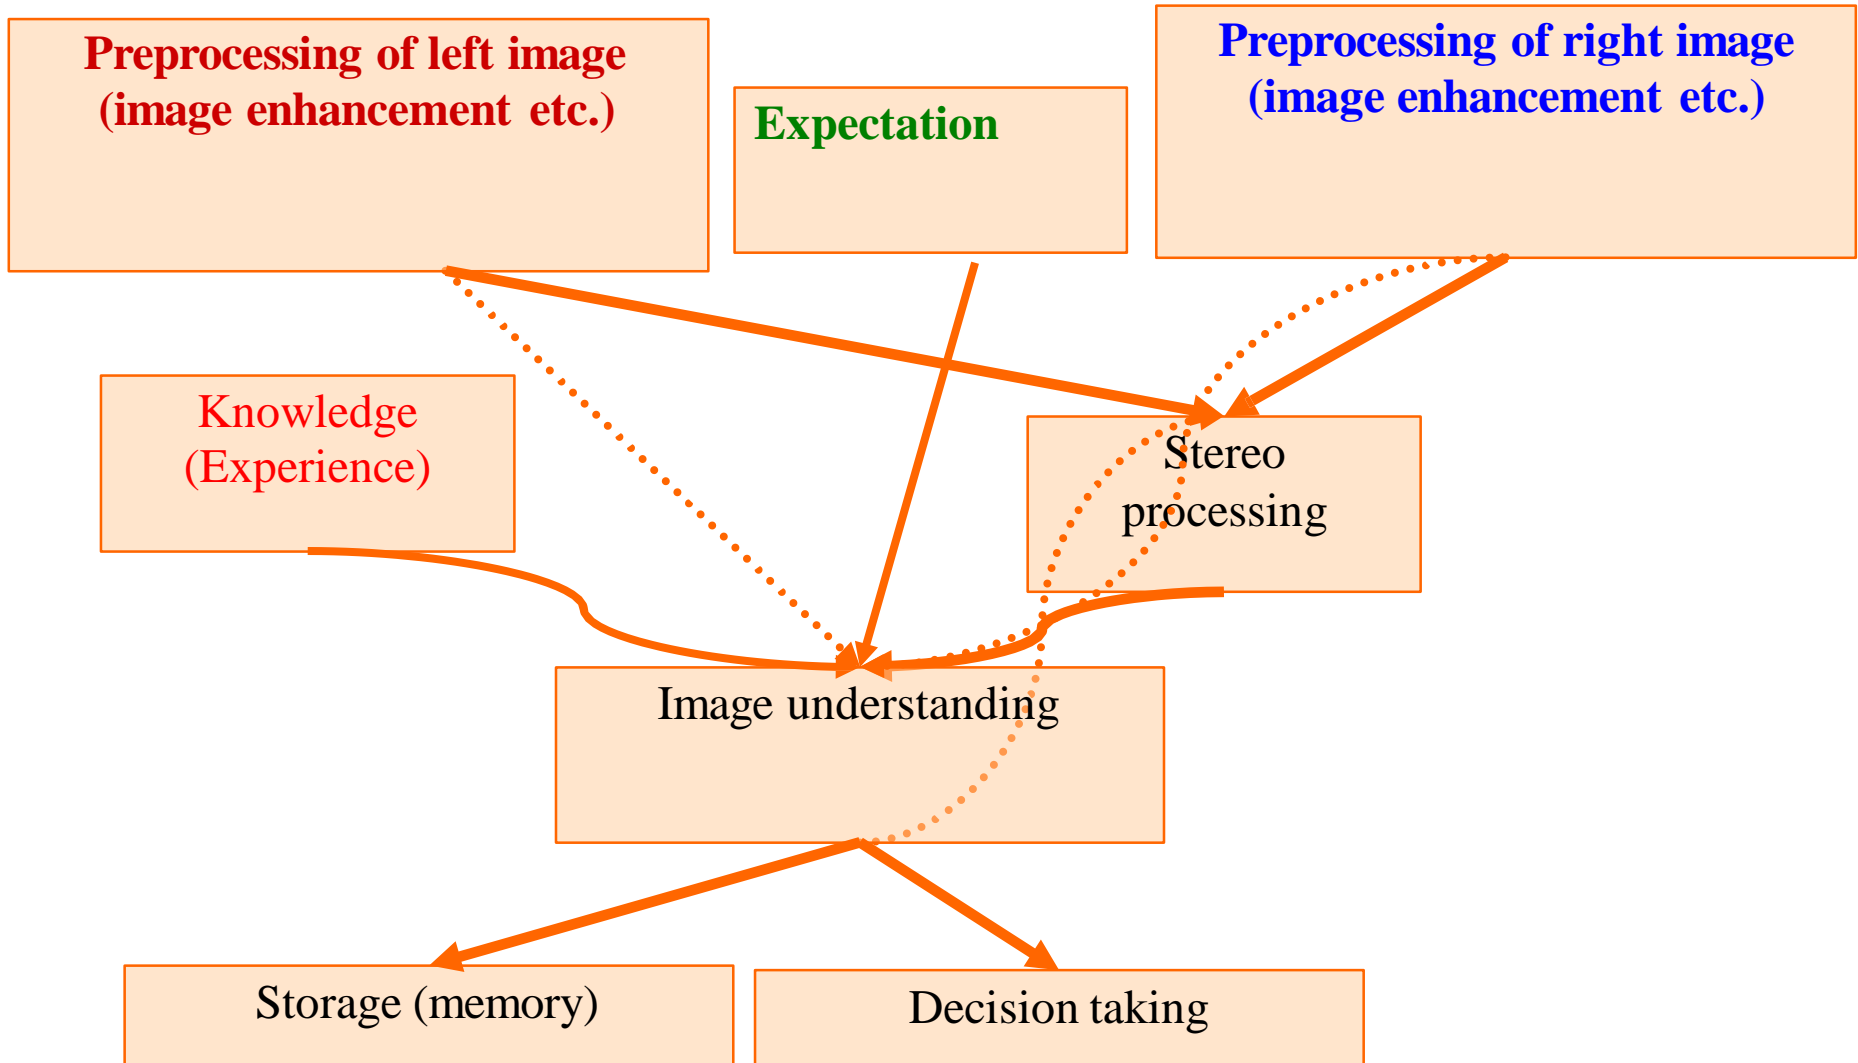 Preprocessing of left image
(image enhancement etc.)
Expectation
Preprocessing of right image
(image enhancement etc.)
Knowledge
(Experience)
Stereo
processing
Image understanding
Storage (memory)
Decision taking